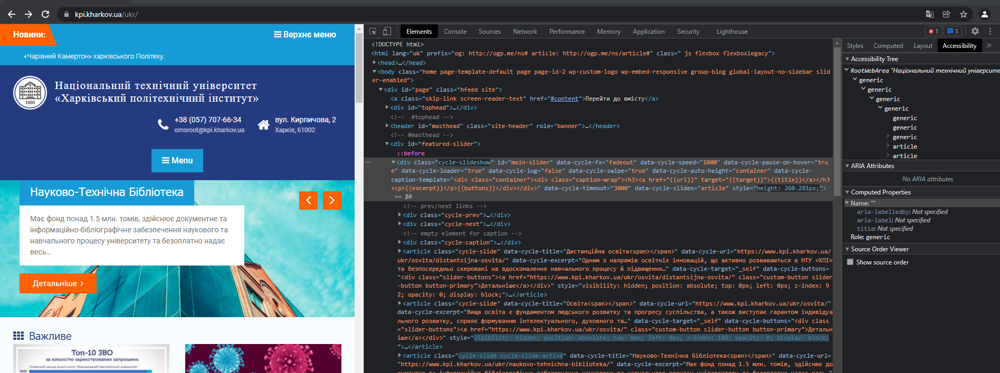 kpi.kharkov.ua/ukr/
Новини:
Верхнє меню
«Чарівний Камертон» харківського Політеху.
Національний технічний університет
«Харківський політехнічний інститут»
1885
+38 (057) 707-66-34
omsroot@kpi.kharkov.ua
вул. Кирпичова, 2
Харків, 61002
Menu
Науково-Технічна Бібліотека
Має фонд понад 1.5 млн. томів, здійснює документне та
інформаційно-бібліографічне забезпечення наукового та
навчального процесу університету та безоплатно надає
весь…
Детальніше
Важливе
Топ-10 ЗВО
за кількістю зареєстрованих запрошень
Приватний заклад вищої освіти "Міжнародний Європейський університет"
4460
Elements Console Sources Network Performance Memory Application Security Lighthouse
1 1
<!DOCTYPE html>
<html lang="uk" prefix="og: http://ogp.me/ns# article: http://ogp.me/ns/article#" class=" js flexbox flexboxlegacy">
<head>…</head>
<body class="home page-template-default page page-id-2 wp-custom-logo wp-embed-responsive group-blog global-layout-no-sidebar slid
er-enabled">
<div id="page" class="hfeed site">
<a class="skip-link screen-reader-text" href="#content">Перейти до вмісту</a>
<div id="tophead">…</div>
<!-- #tophead -->
<header id="masthead" class="site-header" role="banner">…</header>
<!-- #masthead -->
<div id="featured-slider">
::before
<div class="cycle-slideshow" id="main-slider" data-cycle-fx="fadeout" data-cycle-speed="1000" data-cycle-pause-on-hover="tru
e" data-cycle-loader="true" data-cycle-log="false" data-cycle-swipe="true" data-cycle-auto-height="container" data-cycle-
caption-template="<div class="container"><div class="caption-wrap"><h3><a href="{{url}}" target="{{target}}">{{title}}</a></h3
><p>{{excerpt}}</p>{{buttons}}</div></div>" data-cycle-timeout="3000" data-cycle-slides="article" style="height: 260.281px;">
== $0
<!-- prev/next links -->
<div class="cycle-prev">…</div>
<div class="cycle-next">…</div>
<!-- empty element for caption -->
<div class="cycle-caption">…</div>
<article class="cycle-slide" data-cycle-title="Дистанційна освіта<span></span>" data-cycle-url="https://www.kpi.kharkov.ua/
ukr/osvita/distantsijna-osvita/" data-cycle-excerpt="Одним з напрямів освітніх інновацій, що активно розвиваються в НТУ «ХПІ»
та безпосередньо скеровані на вдосконалення навчального процесу й підвищення…" data-cycle-target="_self" data-cycle-buttons=
"<div class="slider-buttons"><a href="https://www.kpi.kharkov.ua/ukr/osvita/distantsijna-osvita/" class="custom-button slider
-button button-primary">Детальніше</a></div>" style="visibility: hidden; position: absolute; top: 0px; left: 0px; z-index: 9
2; opacity: 0; display: block;">…</article>
<article class="cycle-slide" data-cycle-title="Освіта<span></span>" data-cycle-url="https://www.kpi.kharkov.ua/ukr/osvita/"
data-cycle-excerpt="Вища освіта є фундаментом людського розвитку та прогресу суспільства, а також виступає гарантом індивідуа
льного розвитку, сприяє формуванню інтелектуального, духовного та…" data-cycle-target="_self" data-cycle-buttons="<div class
="slider-buttons"><a href="https://www.kpi.kharkov.ua/ukr/osvita/" class="custom-button slider-button button-primary">Деталь
ніше</a></div>" style="visibility: hidden; position: absolute; top: 0px; left: 0px; z-index: 100; opacity: 0; display: block;
">…</article>
<article class="cycle-slide cycle-slide-active" data-cycle-title="Науково-Технічна Бібліотека<span></span>" data-cycle-url=
"https://www.kpi.kharkov.ua/ukr/naukovo-tehnichna-biblioteka/" data-cycle-excerpt="Має фонд понад 1.5 млн. томів, здійснює до
кументне та інформаційно-бібліографічне забезпечення наукового та навчального процесу університету та безоплатно надає весь…"
Styles Computed Layout Accessibility
Accessibility Tree
RootWebArea "Національний технічний університе
generic
generic
generic
generic
generic
generic
generic
article
article
ARIA Attributes
No ARIA attributes
Computed Properties
Name: ""
aria-labelledby: Not specified
aria-label: Not specified
title: Not specified
Role: generic
Source Order Viewer
Show source order